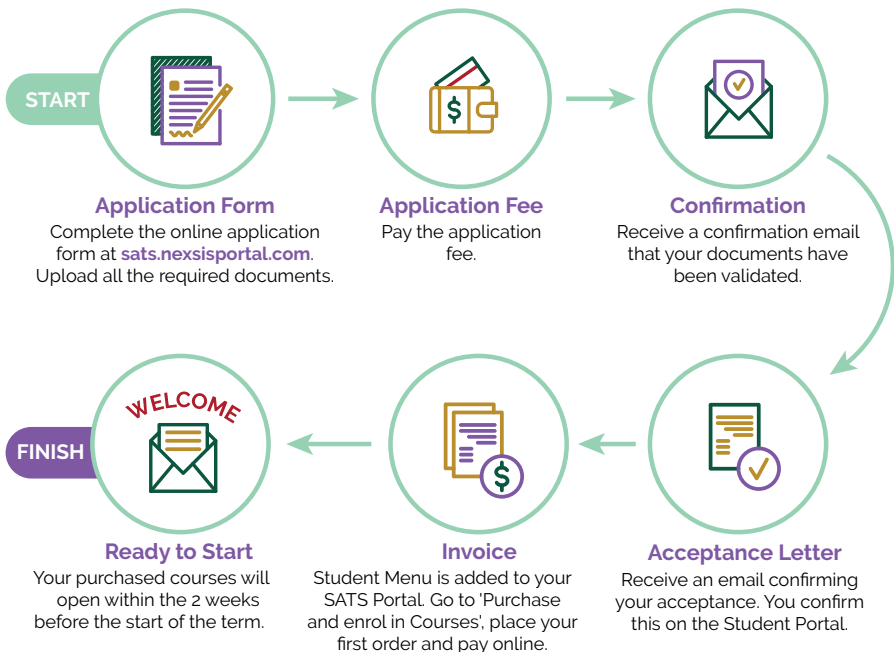 START
Application Form
Complete the online application
form at sats.nexsisportal.com.
Upload all the required documents.
$
Application Fee
Pay the application
fee.
Confirmation
Receive a confirmation email
that your documents have
been validated.
Acceptance Letter
Receive an email confirming
your acceptance. You confirm
this on the Student Portal.
$
Invoice
Student Menu is added to your
SATS Portal. Go to 'Purchase
and enrol in Courses', place your
first order and pay online.
WELCOME
FINISH
Ready to Start
Your purchased courses will
open within the 2 weeks
before the start of the term.